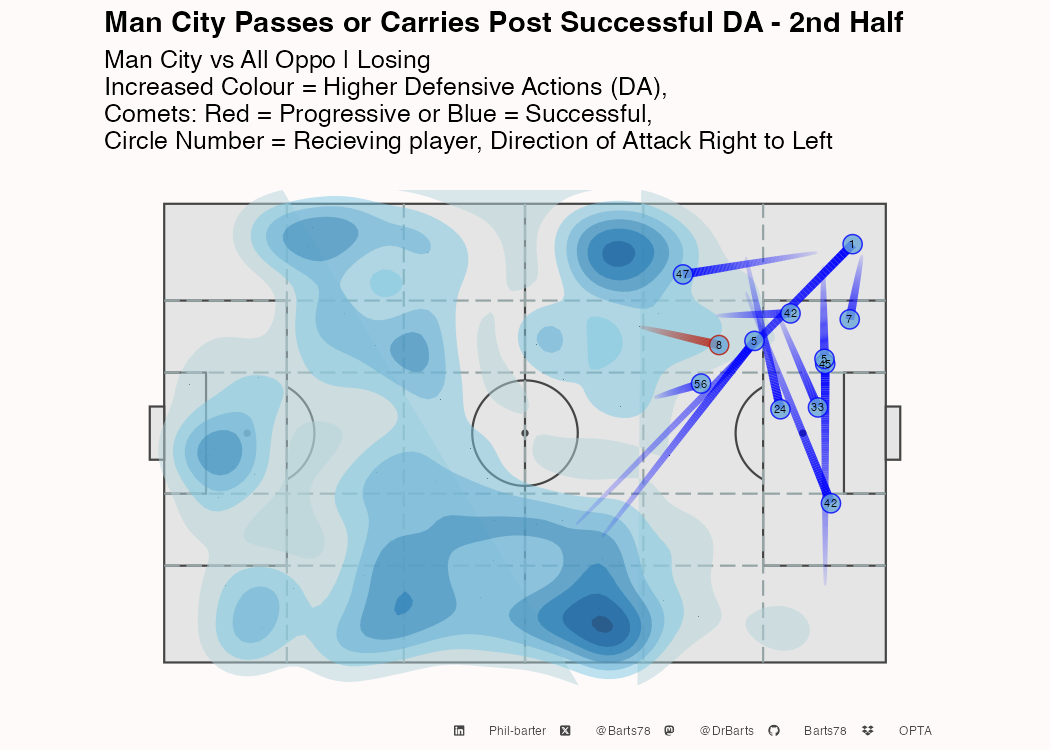 Man City Passes or Carries Post Successful DA - 2nd Half
Man City vs All Oppo | Losing
Increased Colour = Higher Defensive Actions (DA),
Comets: Red = Progressive or Blue = Successful,
Circle Number = Recieving player, Direction of Attack Right to Left
1
47
7
42
8
5
5
45
56
24
33
42
Phil-barter @Barts78 @DrBarts Barts78 OPTA